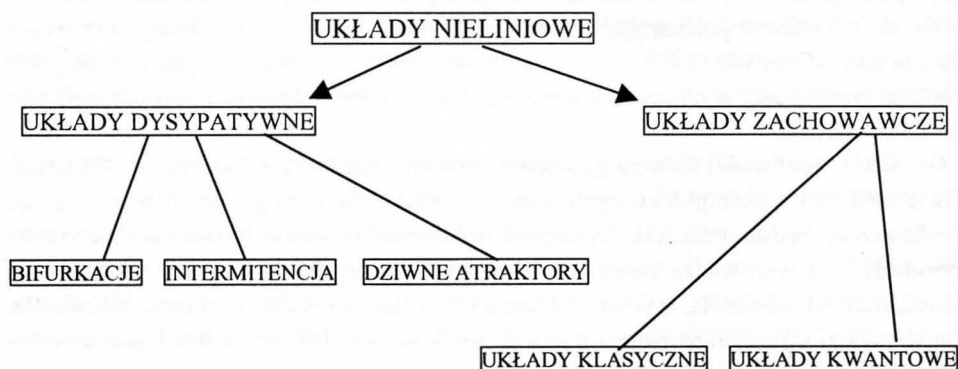 UKŁADY NIELINIOWE
UKŁADY DYSYPATYWNE
UKŁADY ZACHOWAWCZE
BIFURKACJE
INTERMITENCJA
DZIWNE ATRAKTORY
UKŁADY KLASYCZNE
UKŁADY KWANTOWE